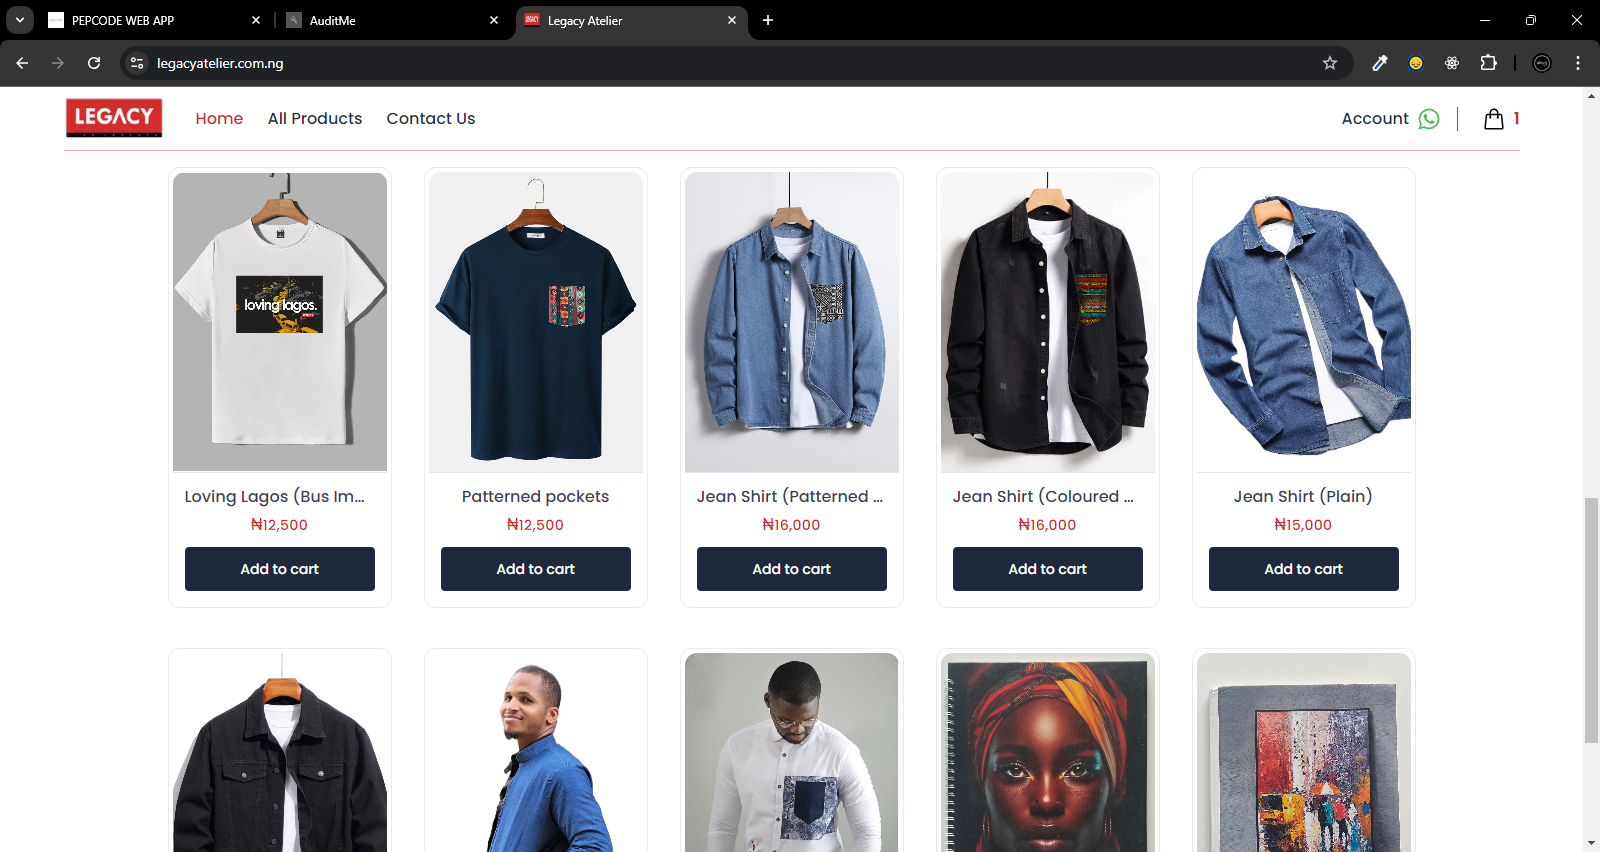 PEPCODE WEB APP
AuditMe
Legacy Atelier
legacyatelier.com.ng
LEGACY
Home
All Products
Contact Us
Account
1
loving lagos.
Loving Lagos (Bus Im...
Patterned pockets
Jean Shirt (Patterned ...
Jean Shirt (Coloured ...
Jean Shirt (Plain)
₦12,500
₦12,500
₦16,000
₦16,000
₦15,000
Add to cart
Add to cart
Add to cart
Add to cart
Add to cart